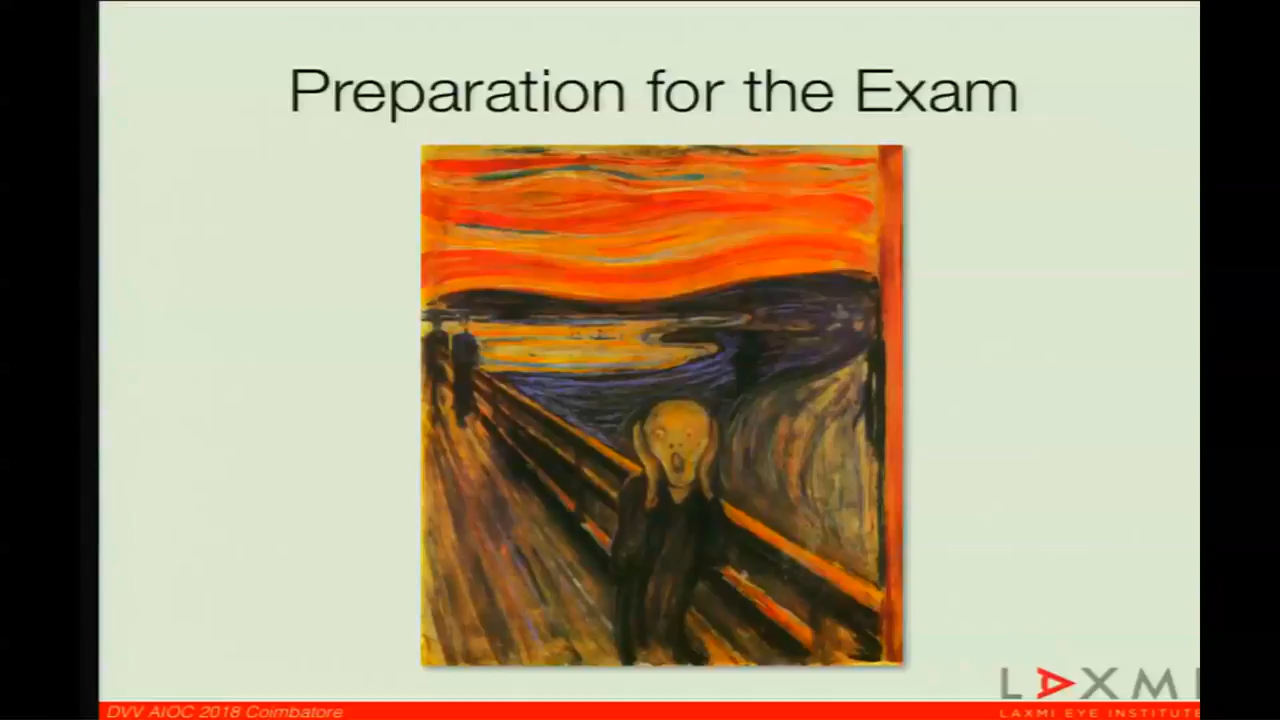 Preparation for the Exam
LAXMI
LAXMI EYE INSTITUTE
DVV AIOC 2018 Coimbatore